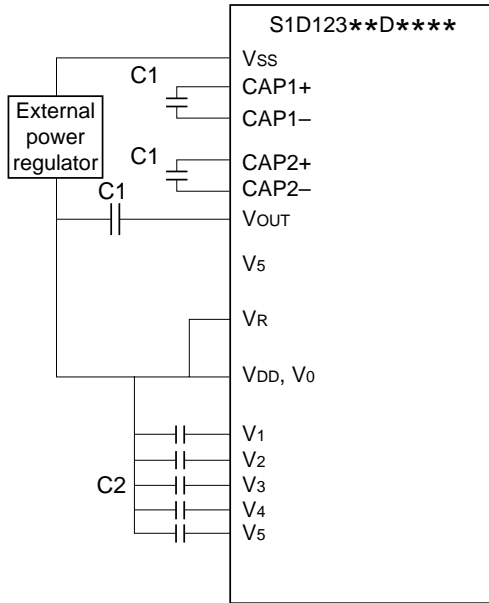 S1D123**D****
VSS
C1
CAP1+
CAP1–
External
power
regulator
C1
CAP2+
CAP2–
C1
VOUT
V5
VR
VDD, V0
V1
V2
C2
V3
V4
V5